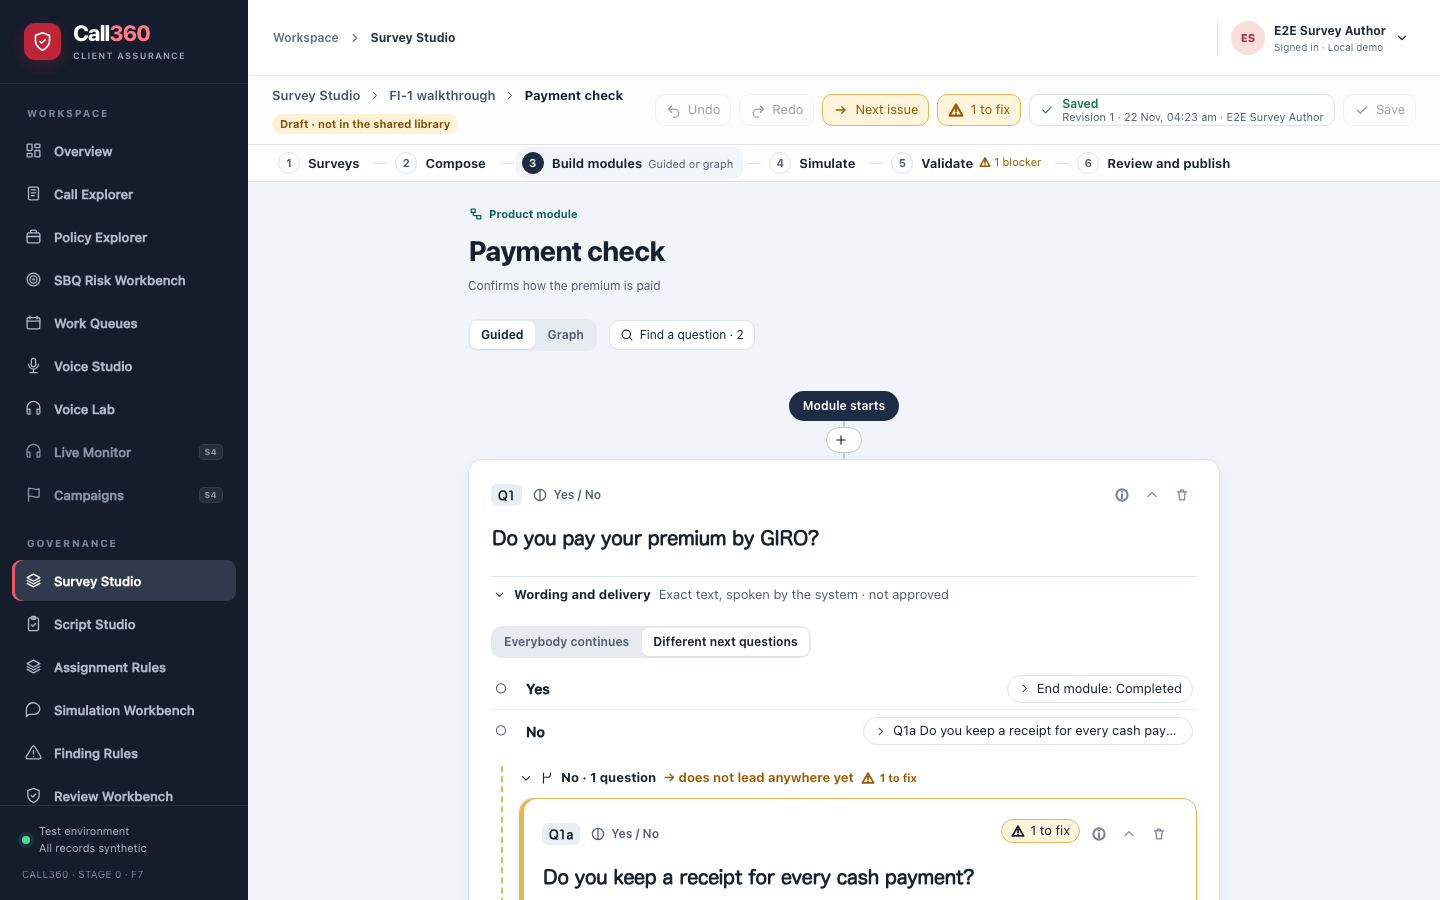 Call360
CLIENT ASSURANCE
WORKSPACE
Overview
Call Explorer
Policy Explorer
SBQ Risk Workbench
Work Queues
Voice Studio
Voice Lab
Live Monitor S4
Campaigns S4
GOVERNANCE
Survey Studio
Script Studio
Assignment Rules
Simulation Workbench
Finding Rules
Review Workbench
Test environment
All records synthetic
CALL360 · STAGE 0 · F7
Workspace > Survey Studio
ES
E2E Survey Author
Signed in · Local demo
Survey Studio > FI-1 walkthrough > Payment check
Draft · not in the shared library
Undo
Redo
Next issue
1 to fix
Saved
Revision 1 · 22 Nov, 04:23 am · E2E Survey Author
Save
1 Surveys
2 Compose
3 Build modules Guided or graph
4 Simulate
5 Validate 1 blocker
6 Review and publish
Product module
Payment check
Confirms how the premium is paid
Guided Graph
Find a question · 2
Module starts
Q1 Yes / No
Do you pay your premium by GIRO?
Wording and delivery Exact text, spoken by the system · not approved
Everybody continues Different next questions
Yes End module: Completed
No Q1a Do you keep a receipt for every cash pay...
No · 1 question → does not lead anywhere yet 1 to fix
Q1a Yes / No 1 to fix
Do you keep a receipt for every cash payment?